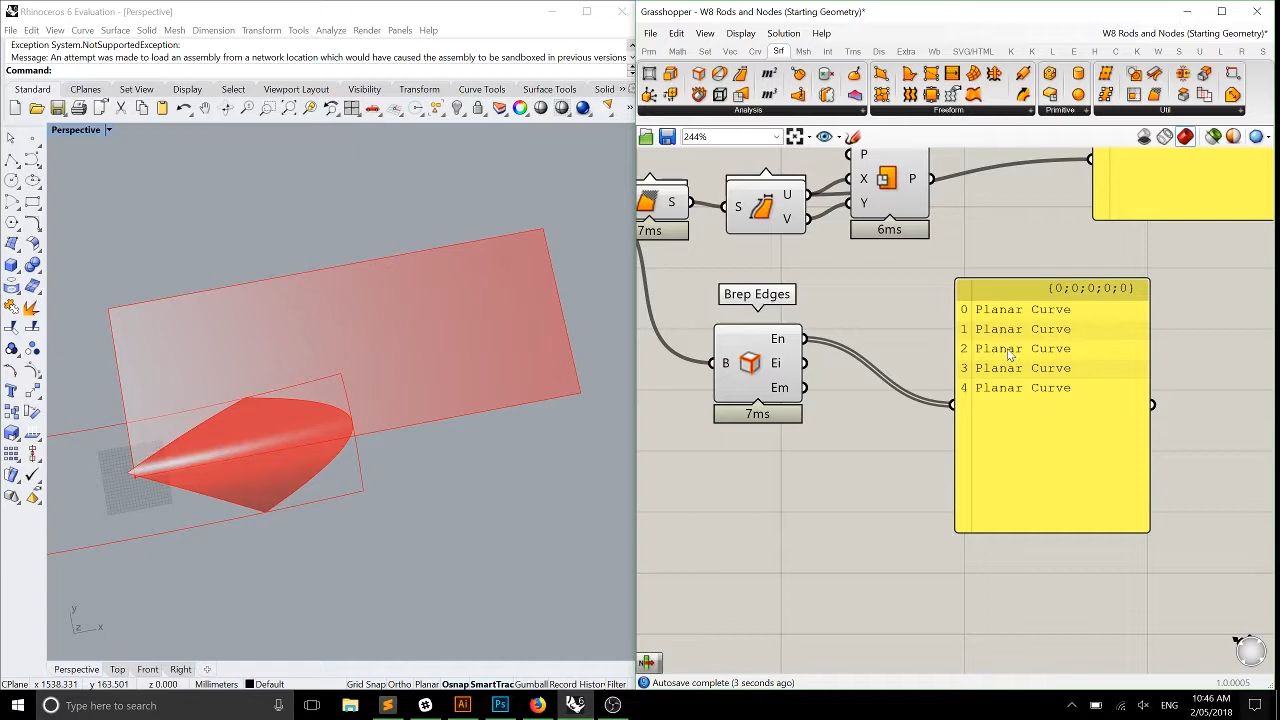 Rhinoceros 6 Evaluation - [Perspective]
File Edit View Curve Surface Solid Mesh Dimension Transform Tools Analyze Render Panels Help
Exception System.NotSupportedException:
Message: An attempt was made to load an assembly from a network location which would have caused the assembly to be sandboxed in previous versions
Command:
Standard CPlanes Set View Display Select Viewport Layout Visibility Transform Curve Tools Surface Tools Solid »
Perspective
y
z x
Perspective Top Front Right
CPlane x 1538.331 y 163.501 z 0.000 Millimeters Default Grid Snap Ortho Planar Osnap SmartTrac Gumball Record History Filter
Grasshopper - W8 Rods and Nodes (Starting Geometry)*
File Edit View Display Solution Help
W8 Rods and Nodes (Starting Geometry)*
Prm Math Set Vec Crv Srf Msh Int Trns Dis Extra Wb SVG/HTML K K L E H M K A B L S U L R S
Analysis Freeform Primitive Util
244%
P
X P
Y
6ms
S
7ms
S U
V
Brep Edges
B En
Ei
Em
7ms
{0;0;0;0;0}
0 Planar Curve
1 Planar Curve
2 Planar Curve
3 Planar Curve
4 Planar Curve
Autosave complete (3 seconds ago)
1.0.0005
Type here to search
Ai
Ps
ENG
10:46 AM
2/05/2018